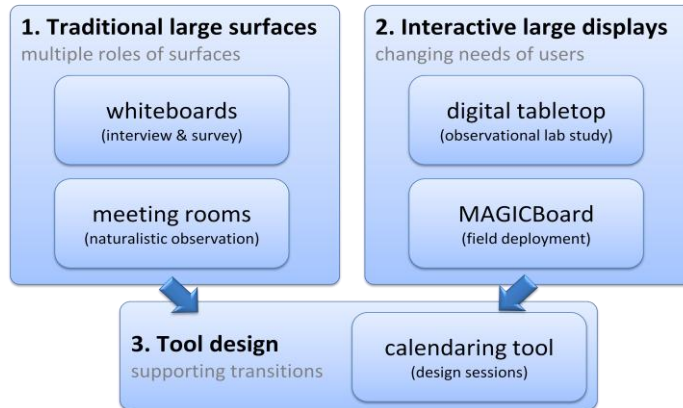 1. Traditional large surfaces
multiple roles of surfaces
whiteboards
(interview & survey)
meeting rooms
(naturalistic observation)
2. Interactive large displays
changing needs of users
digital tabletop
(observational lab study)
MAGICBoard
(field deployment)
3. Tool design
supporting transitions
calendaring tool
(design sessions)